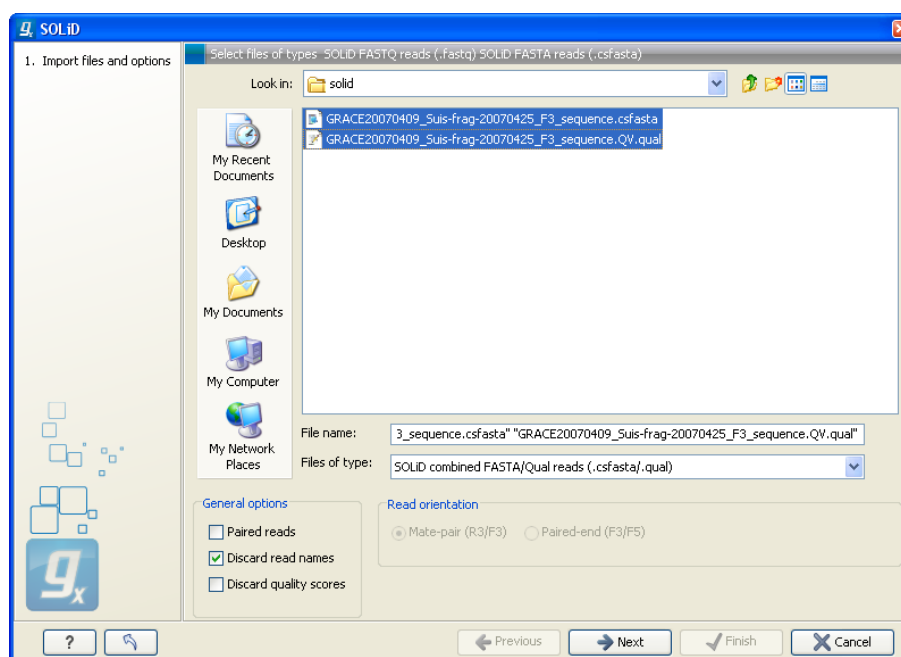 SOLiD
1. Import files and options
Select files of types SOLiD FASTQ reads (.fastq) SOLiD FASTA reads (.csfasta)
Look in:
solid
GRACE20070409_Suis-frag-20070425_F3_sequence.csfasta
GRACE20070409_Suis-frag-20070425_F3_sequence.QV.qual
My Recent
Documents
Desktop
My Documents
My Computer
My Network
Places
File name:
3_sequence.csfasta" "GRACE20070409_Suis-frag-20070425_F3_sequence.QV.qual"
Files of type:
SOLiD combined FASTA/Qual reads (.csfasta/.qual)
General options
Paired reads
Discard read names
Discard quality scores
Read orientation
Mate-pair (R3/F3)
Paired-end (F3/F5)
gx
?
Previous
Next
Finish
Cancel